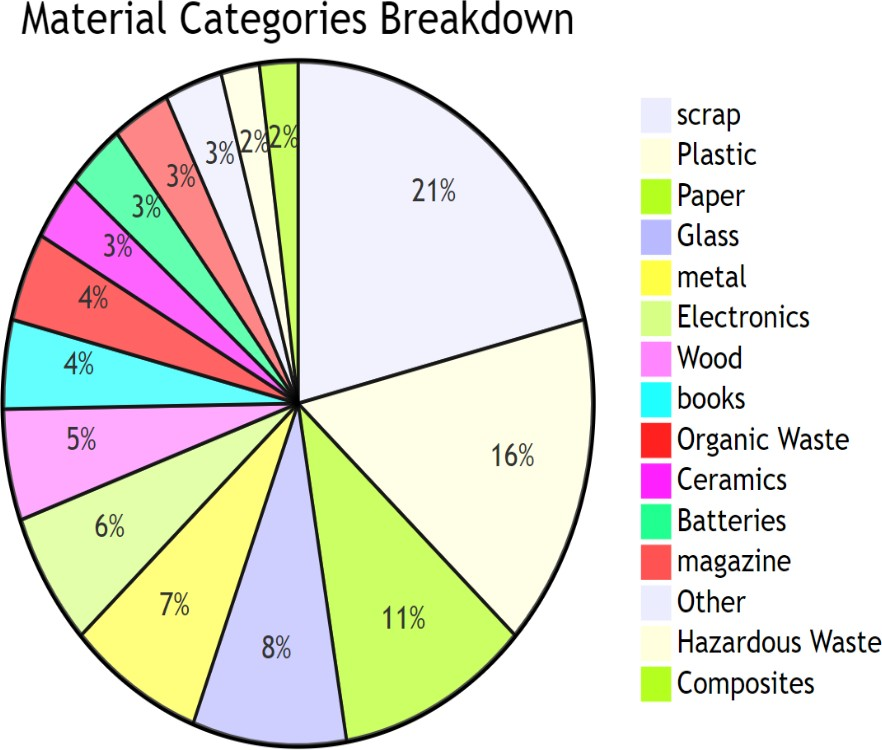 Material Categories Breakdown
21%
16%
11%
8%
7%
6%
5%
4%
4%
3%
3%
3%
3%
2%
2%
scrap
Plastic
Paper
Glass
metal
Electronics
Wood
books
Organic Waste
Ceramics
Batteries
magazine
Other
Hazardous Waste
Composites